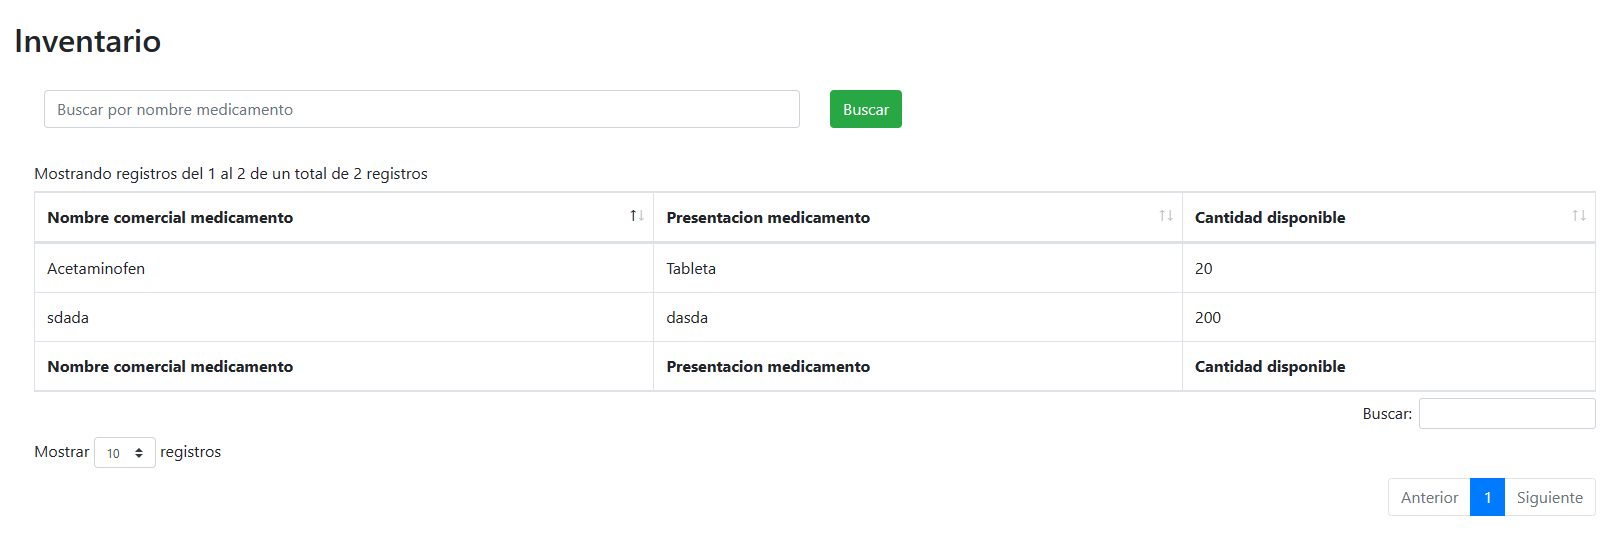 Inventario
Buscar por nombre medicamento
Buscar
Mostrando registros del 1 al 2 de un total de 2 registros
Nombre comercial medicamento Presentacion medicamento Cantidad disponible
Acetaminofen Tableta 20
sdada dasda 200
Nombre comercial medicamento Presentacion medicamento Cantidad disponible
Buscar:
Mostrar 10 registros
Anterior 1 Siguiente